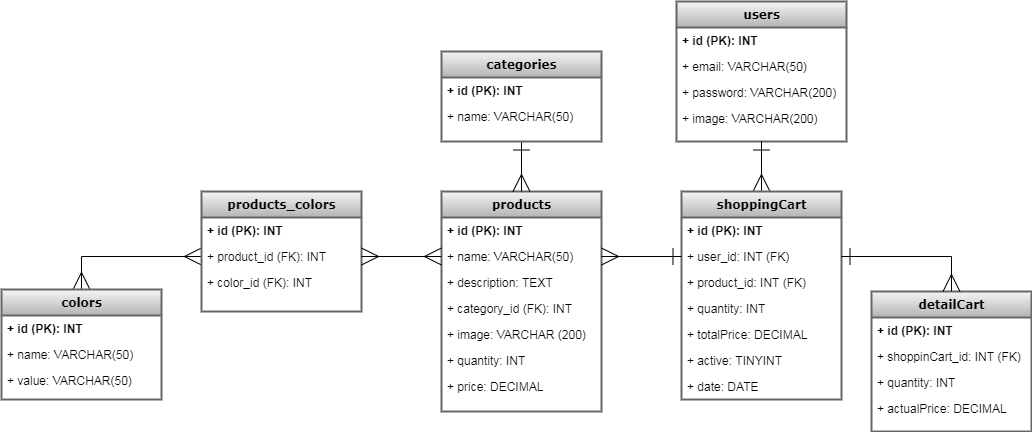 users
+ id (PK): INT
+ email: VARCHAR(50)
+ password: VARCHAR(200)
+ image: VARCHAR(200)
categories
+ id (PK): INT
+ name: VARCHAR(50)
products_colors
+ id (PK): INT
+ product_id (FK): INT
+ color_id (FK): INT
products
+ id (PK): INT
+ name: VARCHAR(50)
+ description: TEXT
+ category_id (FK): INT
+ image: VARCHAR (200)
+ quantity: INT
+ price: DECIMAL
shoppingCart
+ id (PK): INT
+ user_id: INT (FK)
+ product_id: INT (FK)
+ quantity: INT
+ totalPrice: DECIMAL
+ active: TINYINT
+ date: DATE
colors
+ id (PK): INT
+ name: VARCHAR(50)
+ value: VARCHAR(50)
detailCart
+ id (PK): INT
+ shoppinCart_id: INT (FK)
+ quantity: INT
+ actualPrice: DECIMAL